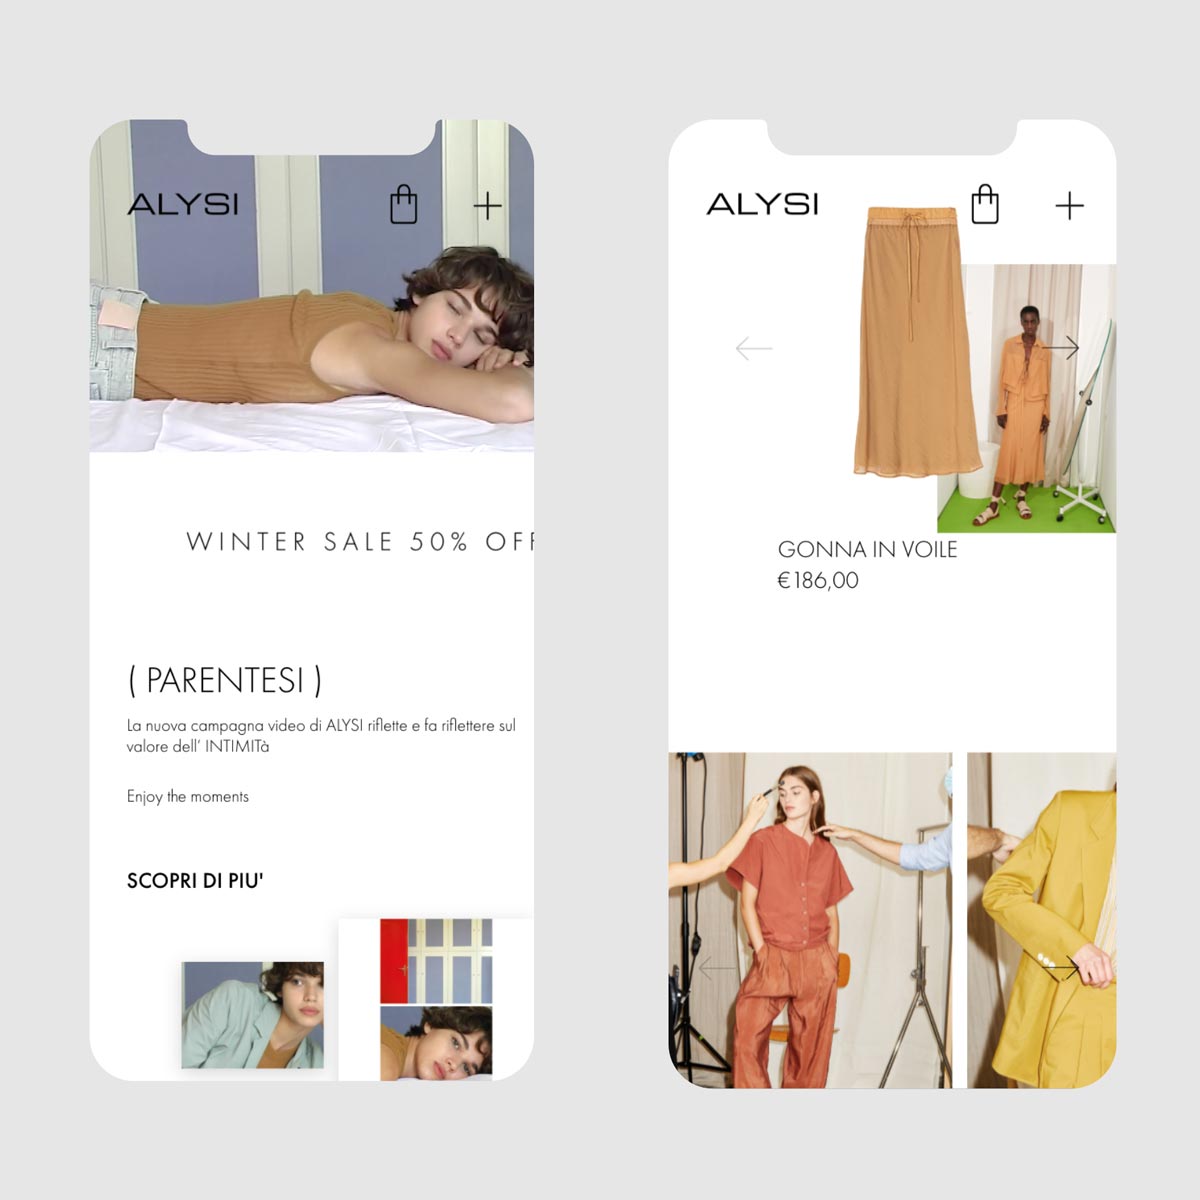 ALYSI
WINTER SALE 50% OFF
( PARENTESI )
La nuova campagna video di ALYSI riflette e fa riflettere sul
valore dell’ INTIMITà
Enjoy the moments
SCOPRI DI PIU'
ALYSI
GONNA IN VOILE
€186,00